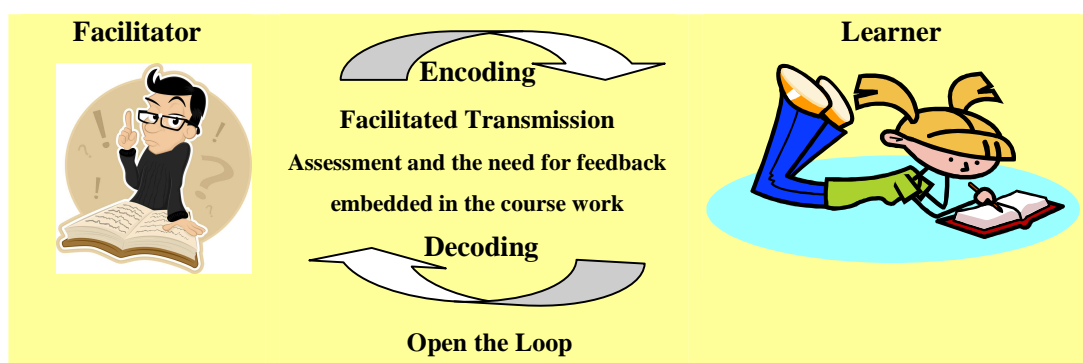 Facilitator
Encoding
Learner
Facilitated Transmission
Assessment and the need for feedback
embedded in the course work
Decoding
Open the Loop